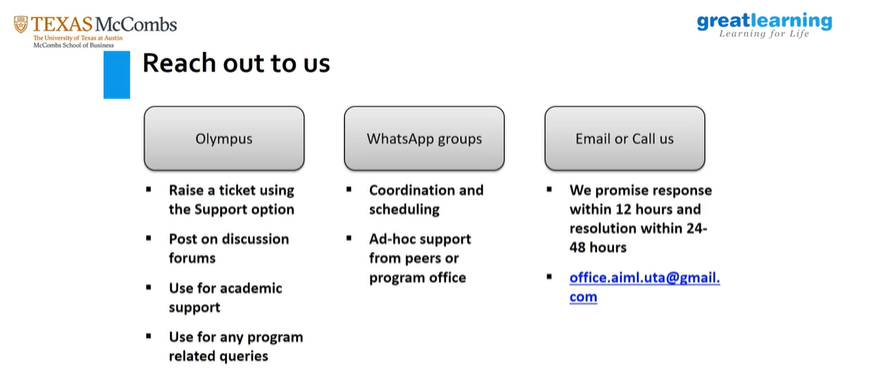 TEXAS McCombs
The University of Texas at Austin
McCombs School of Business
greatlearning
Learning for Life
Reach out to us
Olympus
▪ Raise a ticket using
the Support option
▪ Post on discussion
forums
▪ Use for academic
support
▪ Use for any program
related queries
WhatsApp groups
▪ Coordination and
scheduling
▪ Ad-hoc support
from peers or
program office
Email or Call us
▪ We promise response
within 12 hours and
resolution within 24-
48 hours
▪ office.aiml.uta@gmail.
com